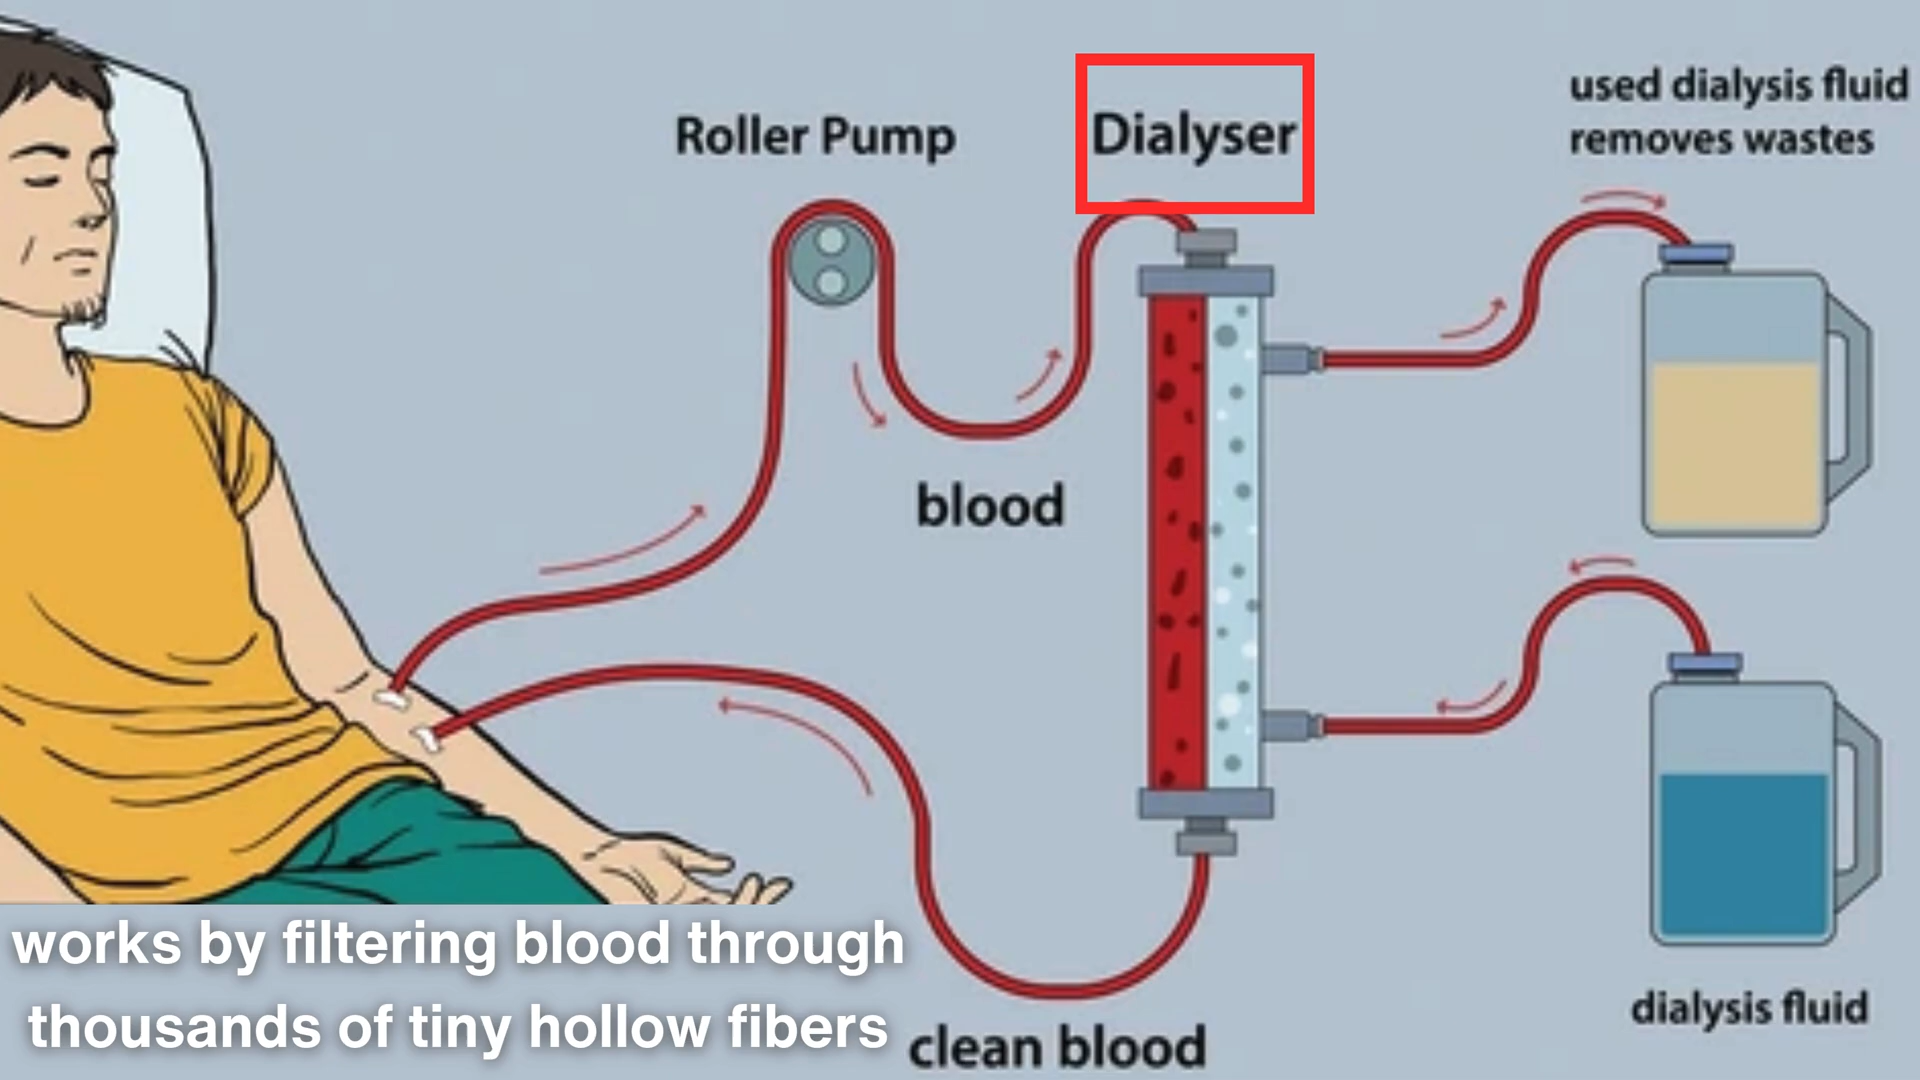 Roller Pump
Dialyser
used dialysis fluid
removes wastes
blood
works by filtering blood through
thousands of tiny hollow fibers
clean blood
dialysis fluid